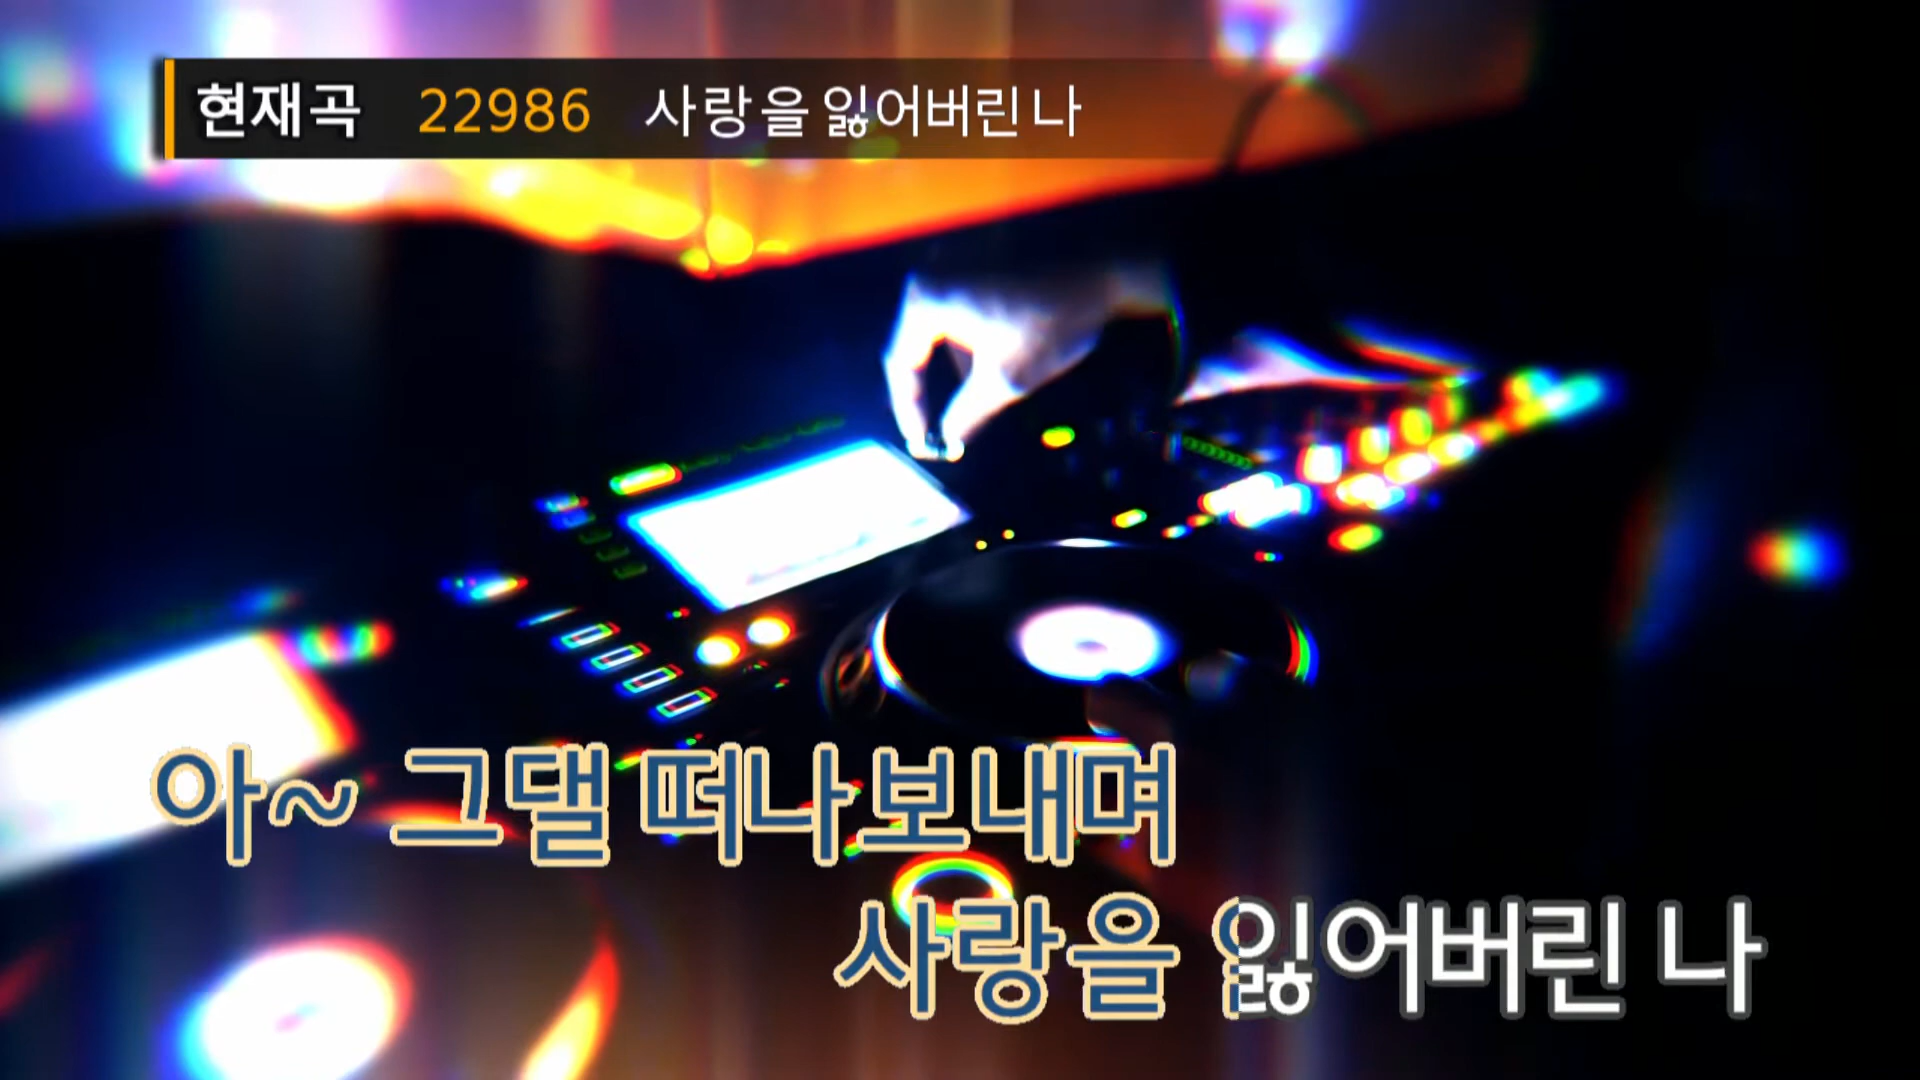 현재곡 22986 사랑을 잃어버린 나
아~ 그댈 떠나보내며
사랑을 잃어버린 나